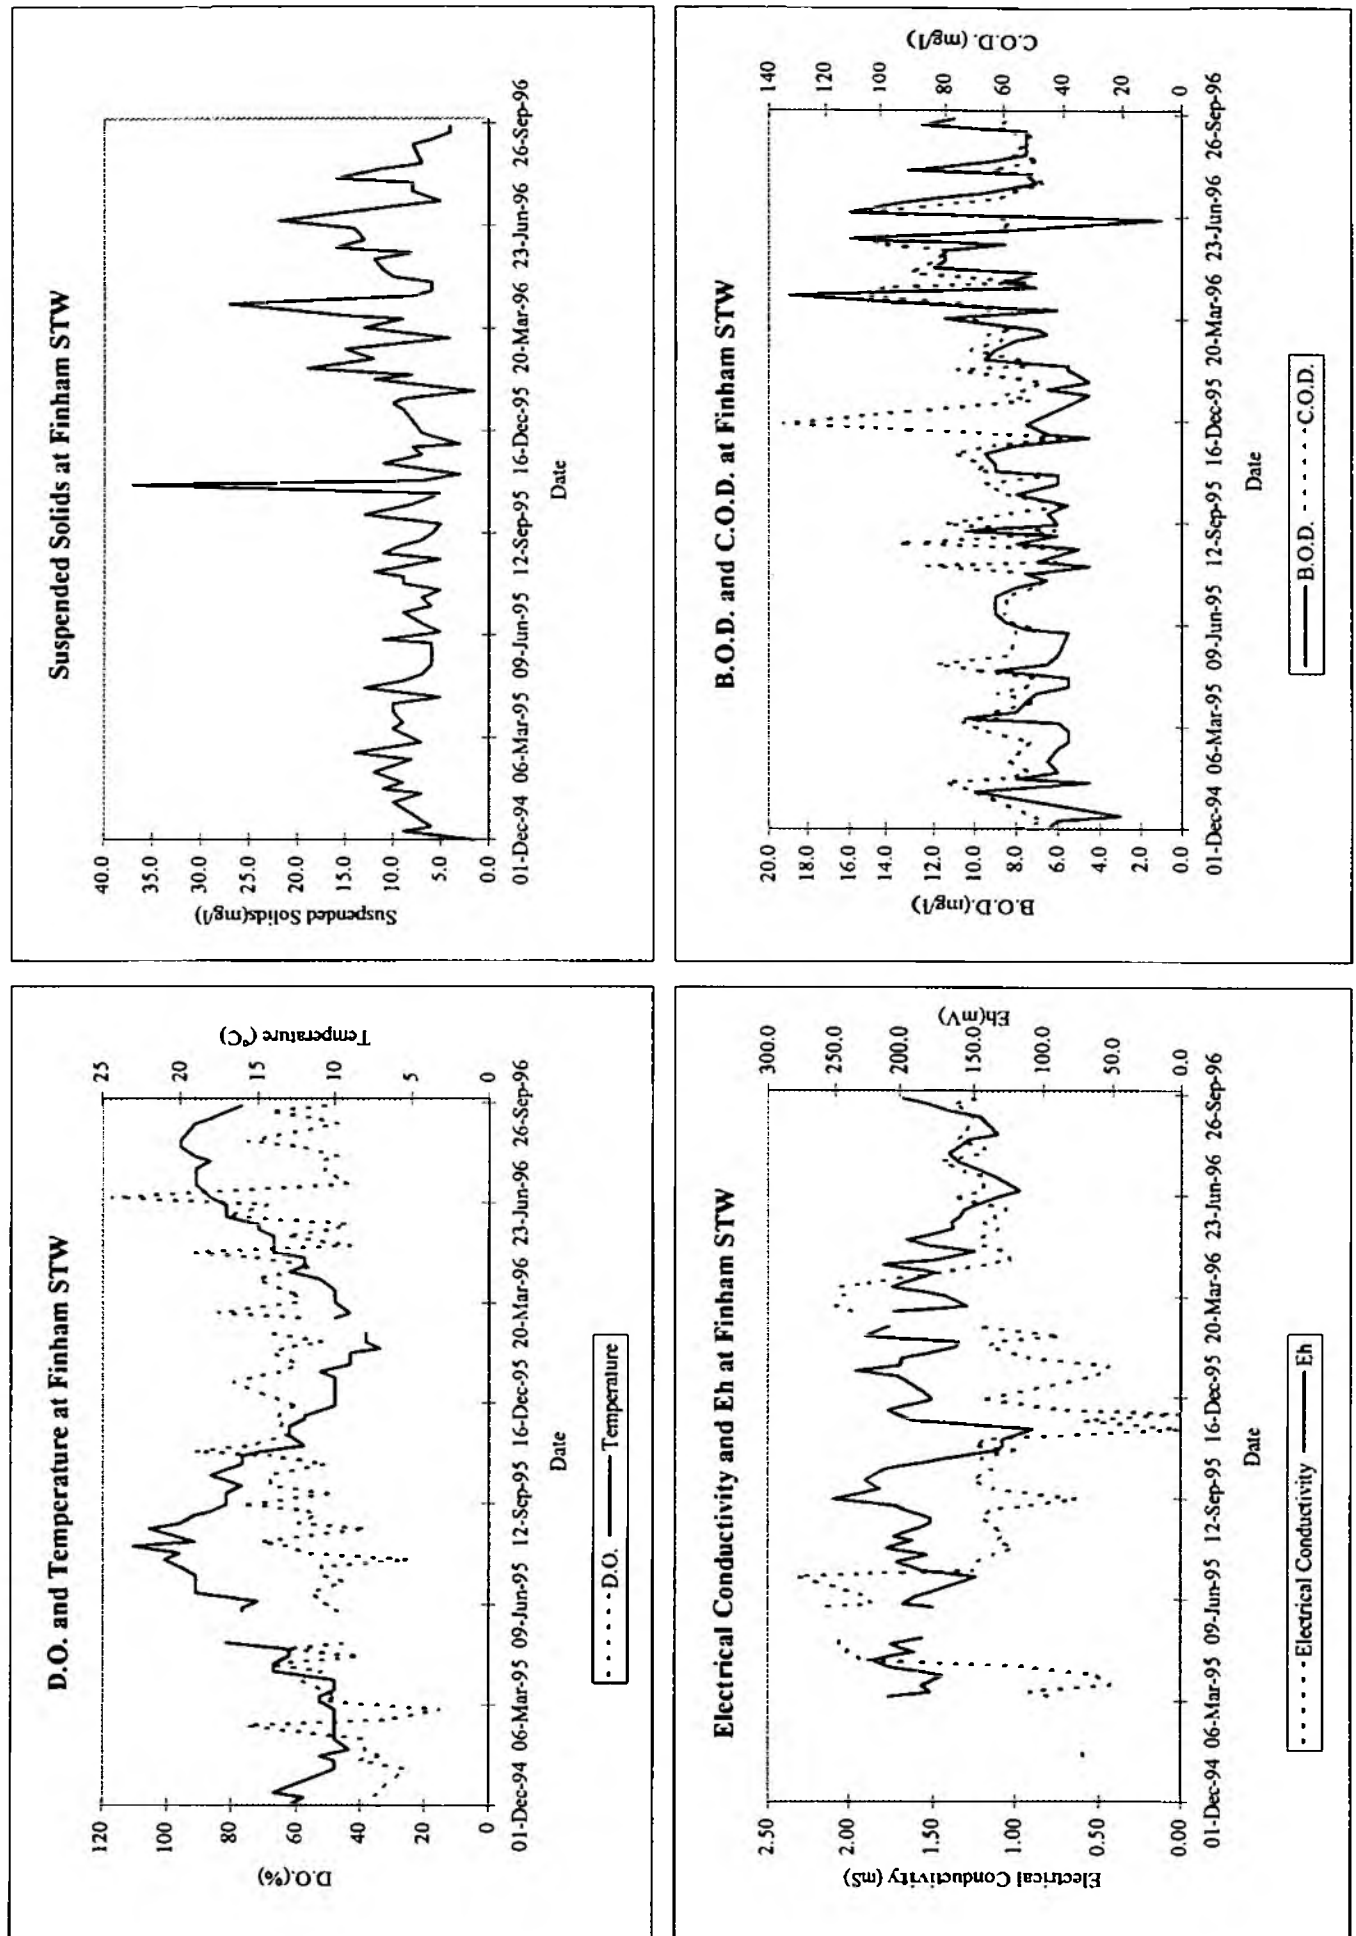 D.O. and Temperature at Finham STW
120
100
80
60
40
20
0
D.O.(%)
25
20
15
10
5
0
Temperature (°C)
01-Dec-94 06-Mar-95 09-Jun-95 12-Sep-95 16-Dec-95 20-Mar-96 23-Jun-96 26-Sep-96
Date
D.O. Temperature
Suspended Solids at Finham STW
40.0
35.0
30.0
25.0
20.0
15.0
10.0
5.0
0.0
Suspended Solids(mg/l)
01-Dec-94 06-Mar-95 09-Jun-95 12-Sep-95 16-Dec-95 20-Mar-96 23-Jun-96 26-Sep-96
Date
Electrical Conductivity and Eh at Finham STW
2.50
2.00
1.50
1.00
0.50
0.00
Electrical Conductivity (mS)
300.0
250.0
200.0
150.0
100.0
50.0
0.0
Eh(mV)
01-Dec-94 06-Mar-95 09-Jun-95 12-Sep-95 16-Dec-95 20-Mar-96 23-Jun-96 26-Sep-96
Date
Electrical Conductivity Eh
B.O.D. and C.O.D. at Finham STW
20.0
18.0
16.0
14.0
12.0
10.0
8.0
6.0
4.0
2.0
0.0
B.O.D.(mg/l)
140
120
100
80
60
40
20
0
C.O.D. (mg/l)
01-Dec-94 06-Mar-95 09-Jun-95 12-Sep-95 16-Dec-95 20-Mar-96 23-Jun-96 26-Sep-96
Date
B.O.D. C.O.D.